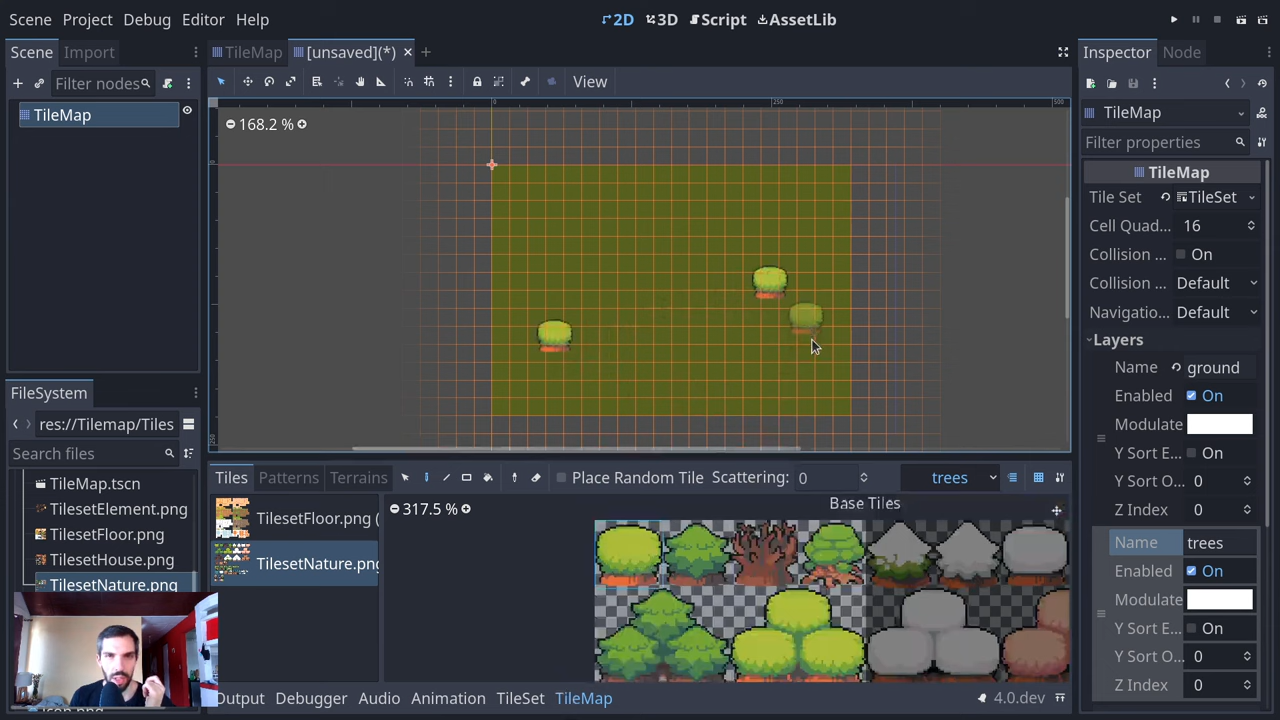 Scene Project Debug Editor Help
2D 3D Script AssetLib
Scene Import
Filter nodes
TileMap
TileMap [unsaved](*)
View
0 250 500
168.2 %
FileSystem
res://Tilemap/Tiles
Search files
TileMap.tscn
TilesetElement.png
TilesetFloor.png
TilesetHouse.png
TilesetNature.png
Tiles Patterns Terrains Place Random Tile Scattering: 0 trees
TilesetFloor.png (
TilesetNature.png
317.5 %
Base Tiles
Output Debugger Audio Animation TileSet TileMap 4.0.dev
Inspector Node
TileMap
Filter properties
TileMap
Tile Set TileSet
Cell Quad... 16
Collision ... On
Collision ... Default
Navigatio... Default
Layers
Name ground
Enabled On
Modulate
Y Sort E... On
Y Sort O... 0
Z Index 0
Name trees
Enabled On
Modulate
Y Sort E... On
Y Sort O... 0
Z Index 0